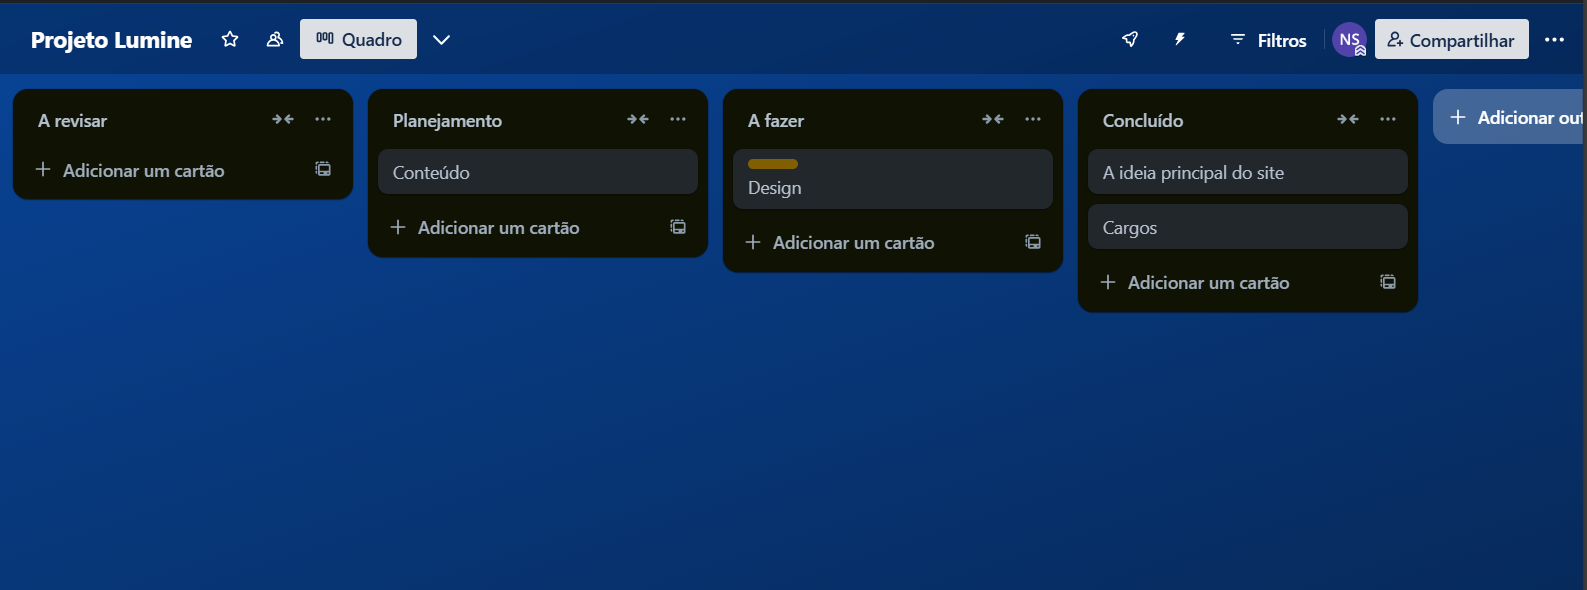 Projeto Lumine
Quadro
Filtros
NS
Compartilhar
A revisar
Adicionar um cartão
Planejamento
Conteúdo
Adicionar um cartão
A fazer
Design
Adicionar um cartão
Concluído
A ideia principal do site
Cargos
Adicionar um cartão
Adicionar out